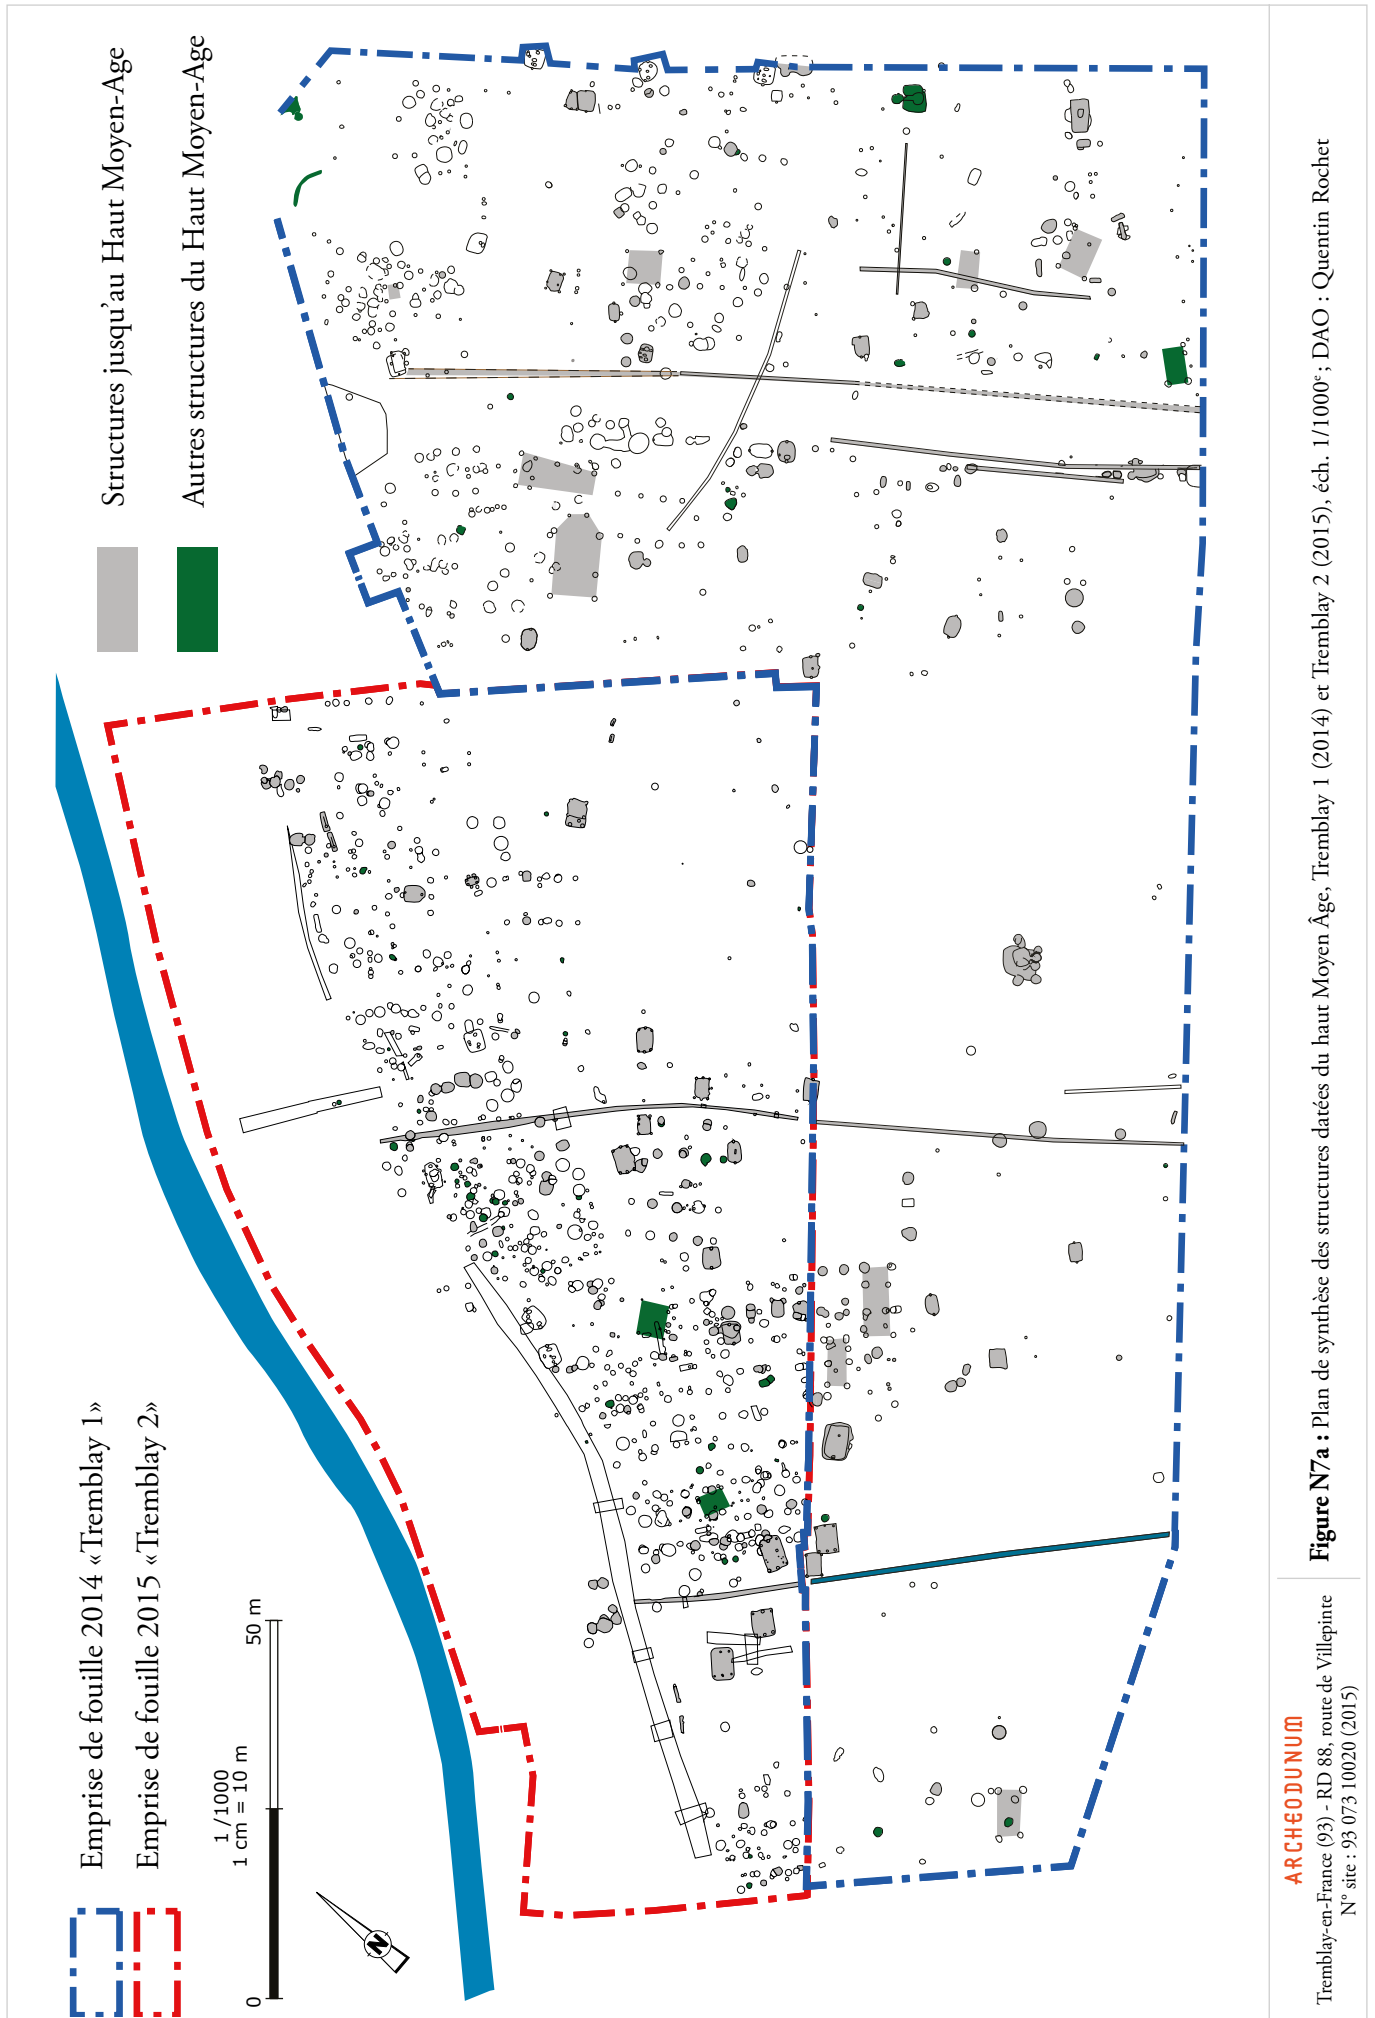 Emprise de fouille 2014 «Tremblay 1»
Emprise de fouille 2015 «Tremblay 2»
Structures jusqu'au Haut Moyen-Age
Autres structures du Haut Moyen-Age
1 /1000
1 cm = 10 m
0
50 m
N
ARCHEODUNUM
Tremblay-en-France (93) - RD 88, route de Villepinte
N° site : 93 073 10020 (2015)
Figure N7a : Plan de synthèse des structures datées du haut Moyen Âge, Tremblay 1 (2014) et Tremblay 2 (2015), éch. 1/1000e ; DAO : Quentin Rochet